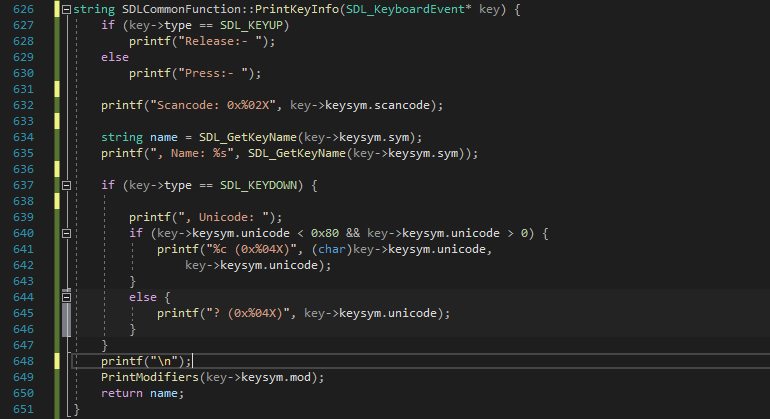 626 string SDLCommonFunction::PrintKeyInfo(SDL_KeyboardEvent* key) {
627 if (key->type == SDL_KEYUP)
628 printf("Release:- ");
629 else
630 printf("Press:- ");
631
632 printf("Scancode: 0x%02X", key->keysym.scancode);
633
634 string name = SDL_GetKeyName(key->keysym.sym);
635 printf(", Name: %s", SDL_GetKeyName(key->keysym.sym));
636
637 if (key->type == SDL_KEYDOWN) {
638
639 printf(", Unicode: ");
640 if (key->keysym.unicode < 0x80 && key->keysym.unicode > 0) {
641 printf("%c (0x%04X)", (char)key->keysym.unicode,
642 key->keysym.unicode);
643 }
644 else {
645 printf("? (0x%04X)", key->keysym.unicode);
646 }
647 }
648 printf("\n");
649 PrintModifiers(key->keysym.mod);
650 return name;
651 }